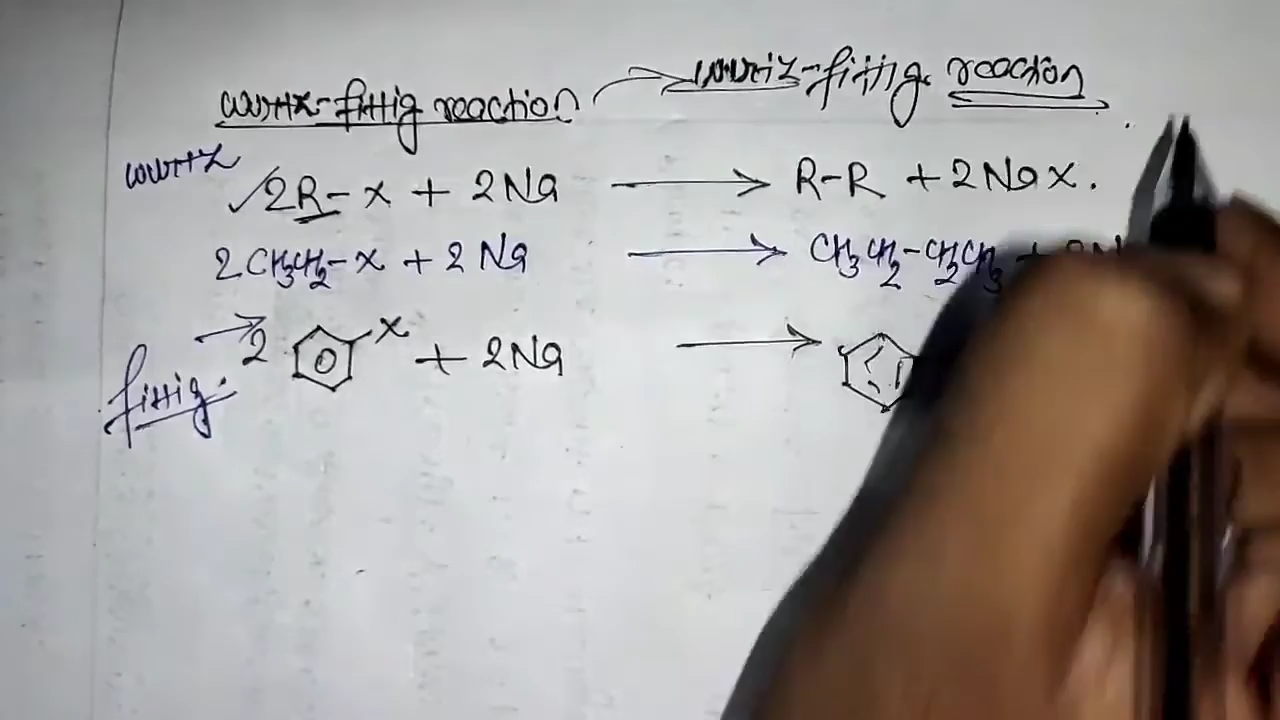 wurtz-fittig reaction → wurtz-fittig reaction
wurtz
✓2R-x + 2Na → R-R + 2Nax.
2CH3CH2-x + 2Na → CH3CH2-CH2CH3 +
fittig → 2 x + 2Na →